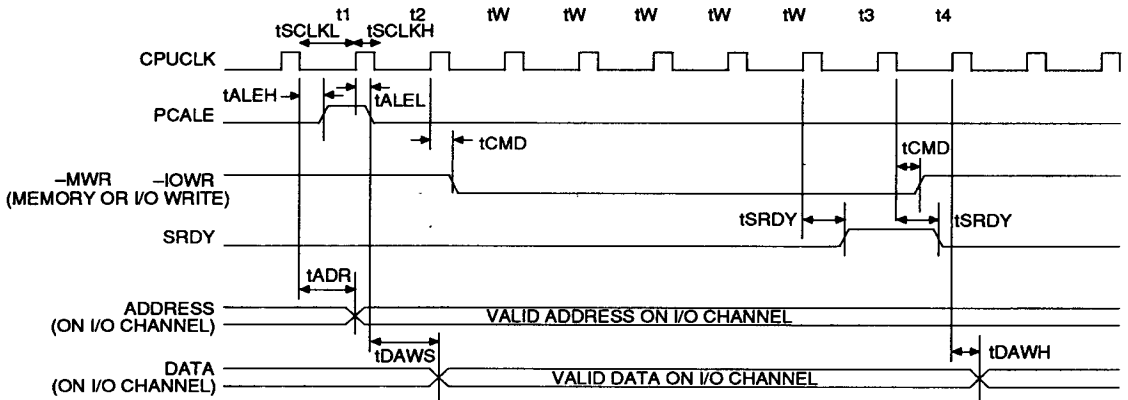 t1 t2 tW tW tW tW tW t3 t4
tSCLKL tSCLKH
CPUCLK
tALEH tALEL
PCALE
tCMD tCMD
–MWR –IOWR
(MEMORY OR I/O WRITE)
tSRDY tSRDY
SRDY
tADR
ADDRESS
(ON I/O CHANNEL)
VALID ADDRESS ON I/O CHANNEL
tDAWS tDAWH
DATA
(ON I/O CHANNEL)
VALID DATA ON I/O CHANNEL